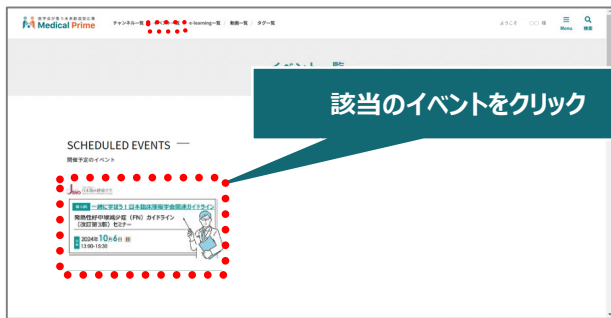 Medical Prime
チャンネル一覧
e-learning一覧
動画一覧
タグ一覧
ようこそ 〇〇 様
Menu
検索
該当のイベントをクリック
SCHEDULED EVENTS
開催予定のイベント
一緒に学ぼう！日本臨床腫瘍学会関連ガイドライン
発熱性好中球減少症（FN）ガイドライン
（改訂第3版）セミナー
2024年10月6日 日
13:00-15:30